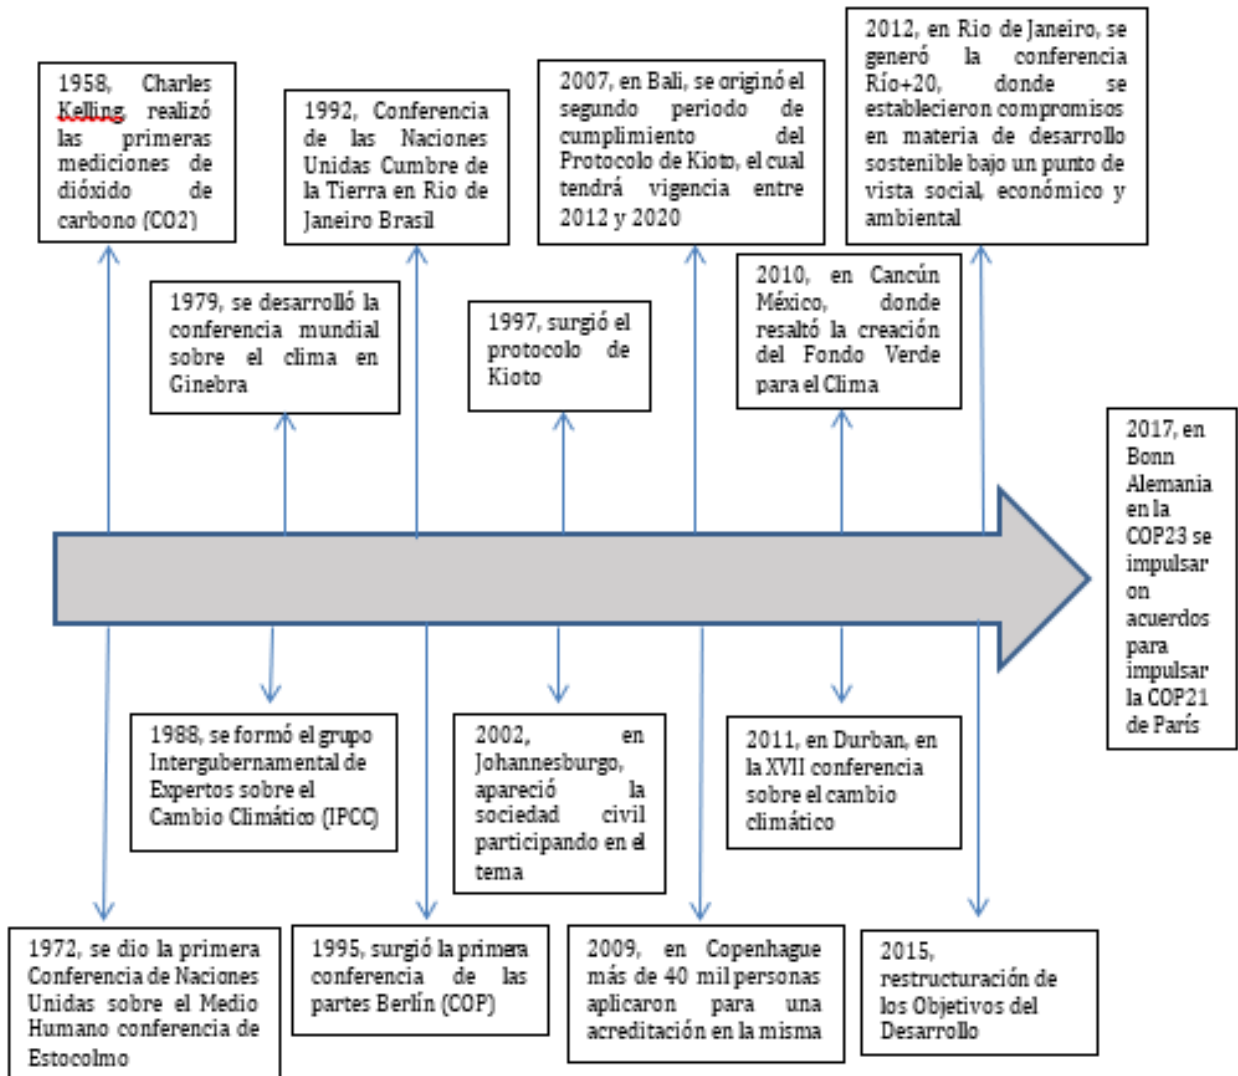 1958, Charles
Kelling, realizó
las primeras
mediciones de
dióxido de
carbono (CO2)
1979, se desarrolló la
conferencia mundial
sobre el clima en
Ginebra
1992, Conferencia
de las Naciones
Unidas Cumbre de
la Tierra en Rio de
Janeiro Brasil
1997, surgió el
protocolo de
Kioto
2007, en Bali, se originó el
segundo periodo de
cumplimiento del
Protocolo de Kioto, el cual
tendrá vigencia entre
2012 y 2020
2010, en Cancún
México, donde
resaltó la creación
del Fondo Verde
para el Clima
2012, en Rio de Janeiro, se
generó la conferencia
Río+20, donde se
establecieron compromisos
en materia de desarrollo
sostenible bajo un punto de
vista social, económico y
ambiental
2017, en
Bonn
Alemania
en la
COP23 se
impulsar
on
acuerdos
para
impulsar
la COP21
de París
1972, se dio la primera
Conferencia de Naciones
Unidas sobre el Medio
Humano conferencia de
Estocolmo
1988, se formó el grupo
Intergubernamental de
Expertos sobre el
Cambio Climático (IPCC)
1995, surgió la primera
conferencia de las
partes Berlín (COP)
2002, en
Johannesburgo,
apareció la
sociedad civil
participando en el
tema
2009, en Copenhague
más de 40 mil personas
aplicaron para una
acreditación en la misma
2011, en Durban, en
la XVII conferencia
sobre el cambio
climático
2015,
restructuración de
los Objetivos del
Desarrollo